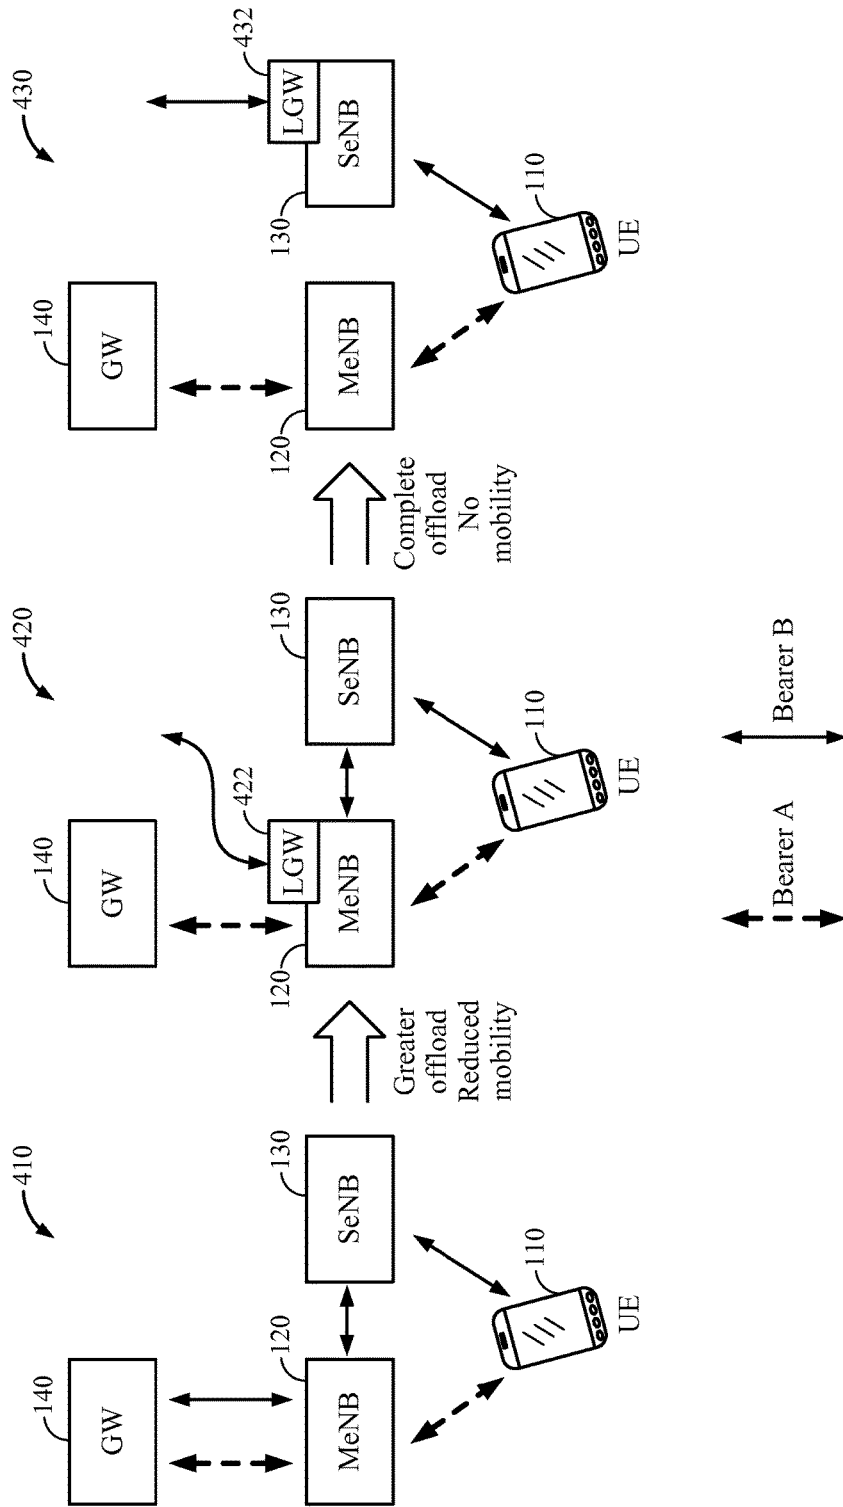 410
140
GW
120
MeNB
130
SeNB
110
UE
Greater
offload
Reduced
mobility
420
140
GW
120
LGW
422
MeNB
130
SeNB
110
UE
Complete
offload
No
mobility
430
140
GW
120
MeNB
130
LGW
432
SeNB
110
UE
Bearer A
Bearer B